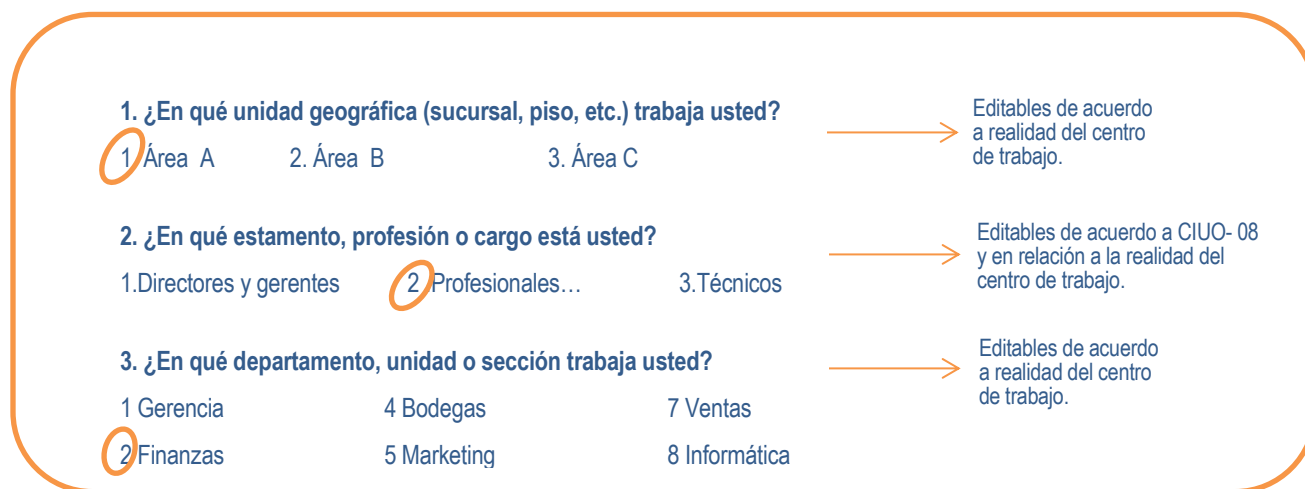 1. ¿En qué unidad geográfica (sucursal, piso, etc.) trabaja usted?
1. Área A 2. Área B 3. Área C
Editables de acuerdo
a realidad del centro
de trabajo.
2. ¿En qué estamento, profesión o cargo está usted?
1.Directores y gerentes 2. Profesionales… 3.Técnicos
Editables de acuerdo a CIUO- 08
y en relación a la realidad del
centro de trabajo.
3. ¿En qué departamento, unidad o sección trabaja usted?
1 Gerencia 4 Bodegas 7 Ventas
2 Finanzas 5 Marketing 8 Informática
Editables de acuerdo
a realidad del centro
de trabajo.